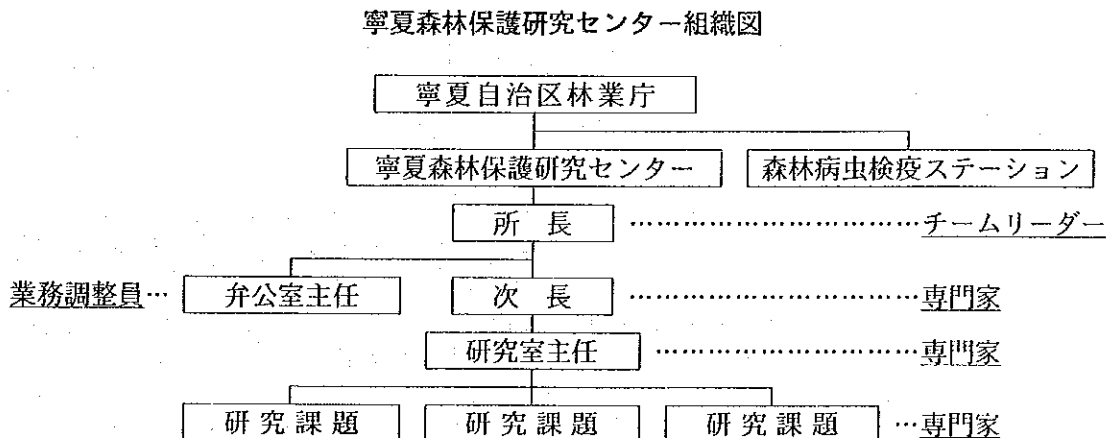 寧夏森林保護研究センター組織図
寧夏自治区林業庁
寧夏森林保護研究センター 森林病虫検疫ステーション
所 長 ……………………………チームリーダー
業務調整員… 弁公室主任 次 長 ……………………………専門家
研究室主任 …………………………専門家
研 究 課 題 研 究 課 題 研 究 課 題 …専門家